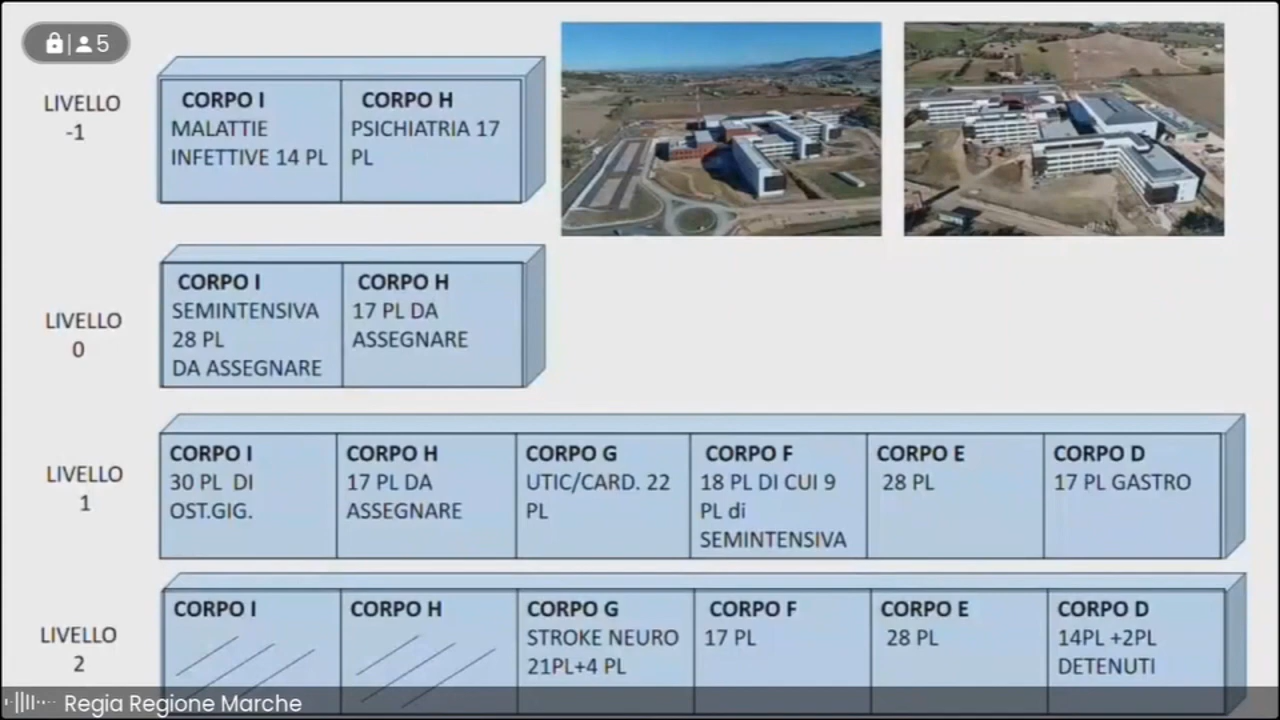 5
LIVELLO
-1
CORPO I
MALATTIE
INFETTIVE 14 PL
CORPO H
PSICHIATRIA 17
PL
LIVELLO
0
CORPO I
SEMINTENSIVA
28 PL
DA ASSEGNARE
CORPO H
17 PL DA
ASSEGNARE
LIVELLO
1
CORPO I
30 PL DI
OST.GIG.
CORPO H
17 PL DA
ASSEGNARE
CORPO G
UTIC/CARD. 22
PL
CORPO F
18 PL DI CUI 9
PL di
SEMINTENSIVA
CORPO E
28 PL
CORPO D
17 PL GASTRO
LIVELLO
2
CORPO I
CORPO H
CORPO G
STROKE NEURO
21PL+4 PL
CORPO F
17 PL
CORPO E
28 PL
CORPO D
14PL +2PL
DETENUTI
Regia Regione Marche